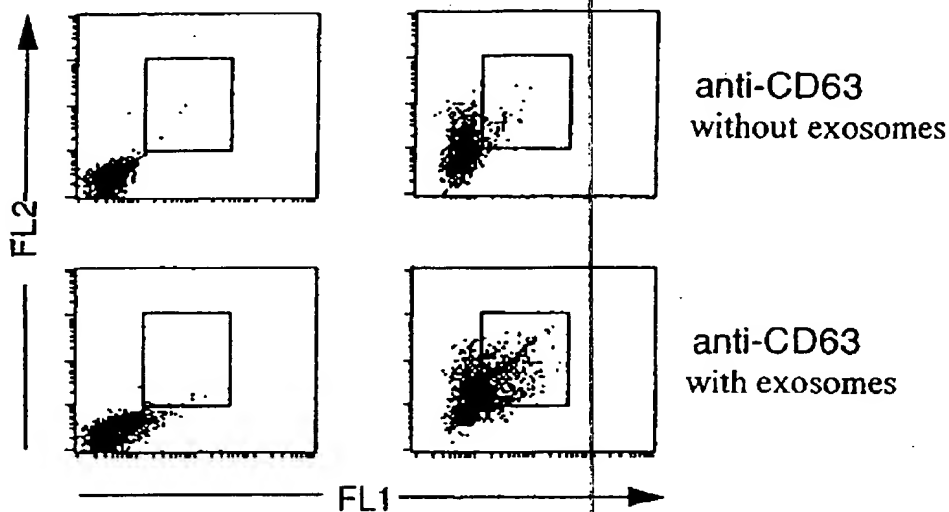 anti-CD63
without exosomes
FL2
anti-CD63
with exosomes
FL1